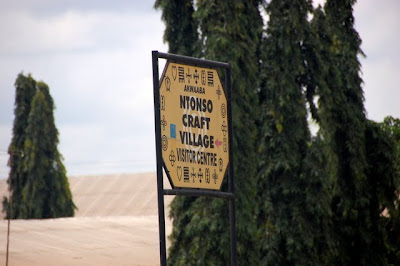 AKWAABA
NTONSO
CRAFT
VILLAGE
VISITOR CENTRE